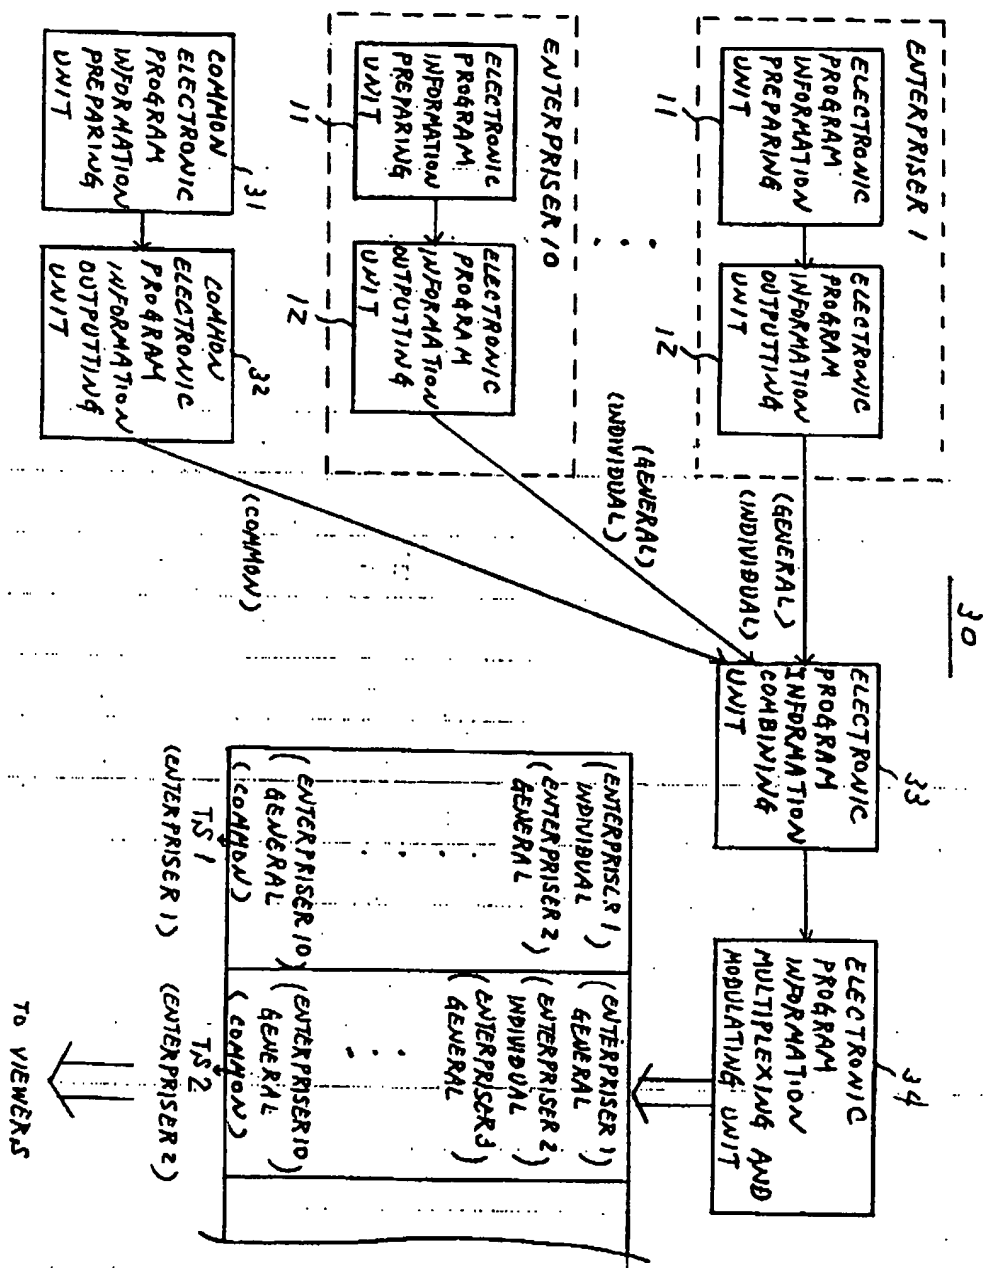 30
ENTERPRISER 1
ELECTRONIC
PROGRAM
INFORMATION
PREPARING
UNIT
11
ELECTRONIC
PROGRAM
INFORMATION
OUTPUTTING
UNIT
12
(GENERAL)
(INDIVIDUAL)
ENTERPRISER 10
ELECTRONIC
PROGRAM
INFORMATION
PREPARING
UNIT
11
ELECTRONIC
PROGRAM
INFORMATION
OUTPUTTING
UNIT
12
(GENERAL)
(INDIVIDUAL)
31
COMMON
ELECTRONIC
PROGRAM
INFORMATION
PREPARING
UNIT
32
COMMON
ELECTRONIC
PROGRAM
INFORMATION
OUTPUTTING
UNIT
(COMMON)
33
ELECTRONIC
PROGRAM
INFORMATION
COMBINING
UNIT
34
ELECTRONIC
PROGRAM
INFORMATION
MULTIPLEXING AND
MODULATING UNIT
(ENTERPRISER 1)
INDIVIDUAL
(ENTERPRISER 2)
GENERAL
(ENTERPRISER 10)
GENERAL
(COMMON)
TS1
(ENTERPRISER 1)
(ENTERPRISER 1)
GENERAL
(ENTERPRISER 2)
INDIVIDUAL
(ENTERPRISER 3)
GENERAL
(ENTERPRISER 10)
GENERAL
(COMMON)
TS2
(ENTERPRISER 2)
TO VIEWERS